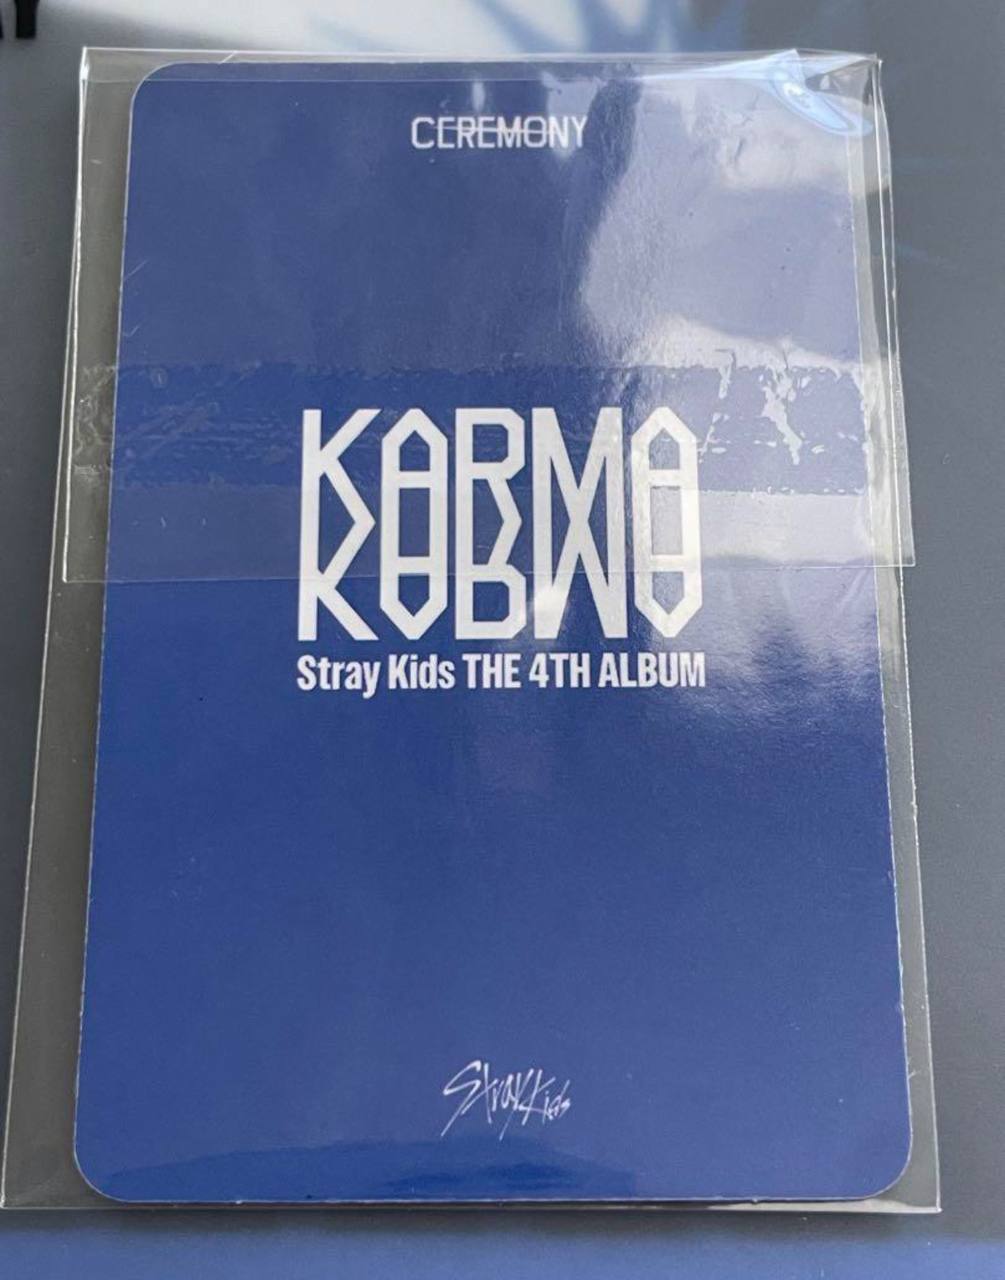 CEREMONY
KARMA
Stray Kids THE 4TH ALBUM
Stray Kids